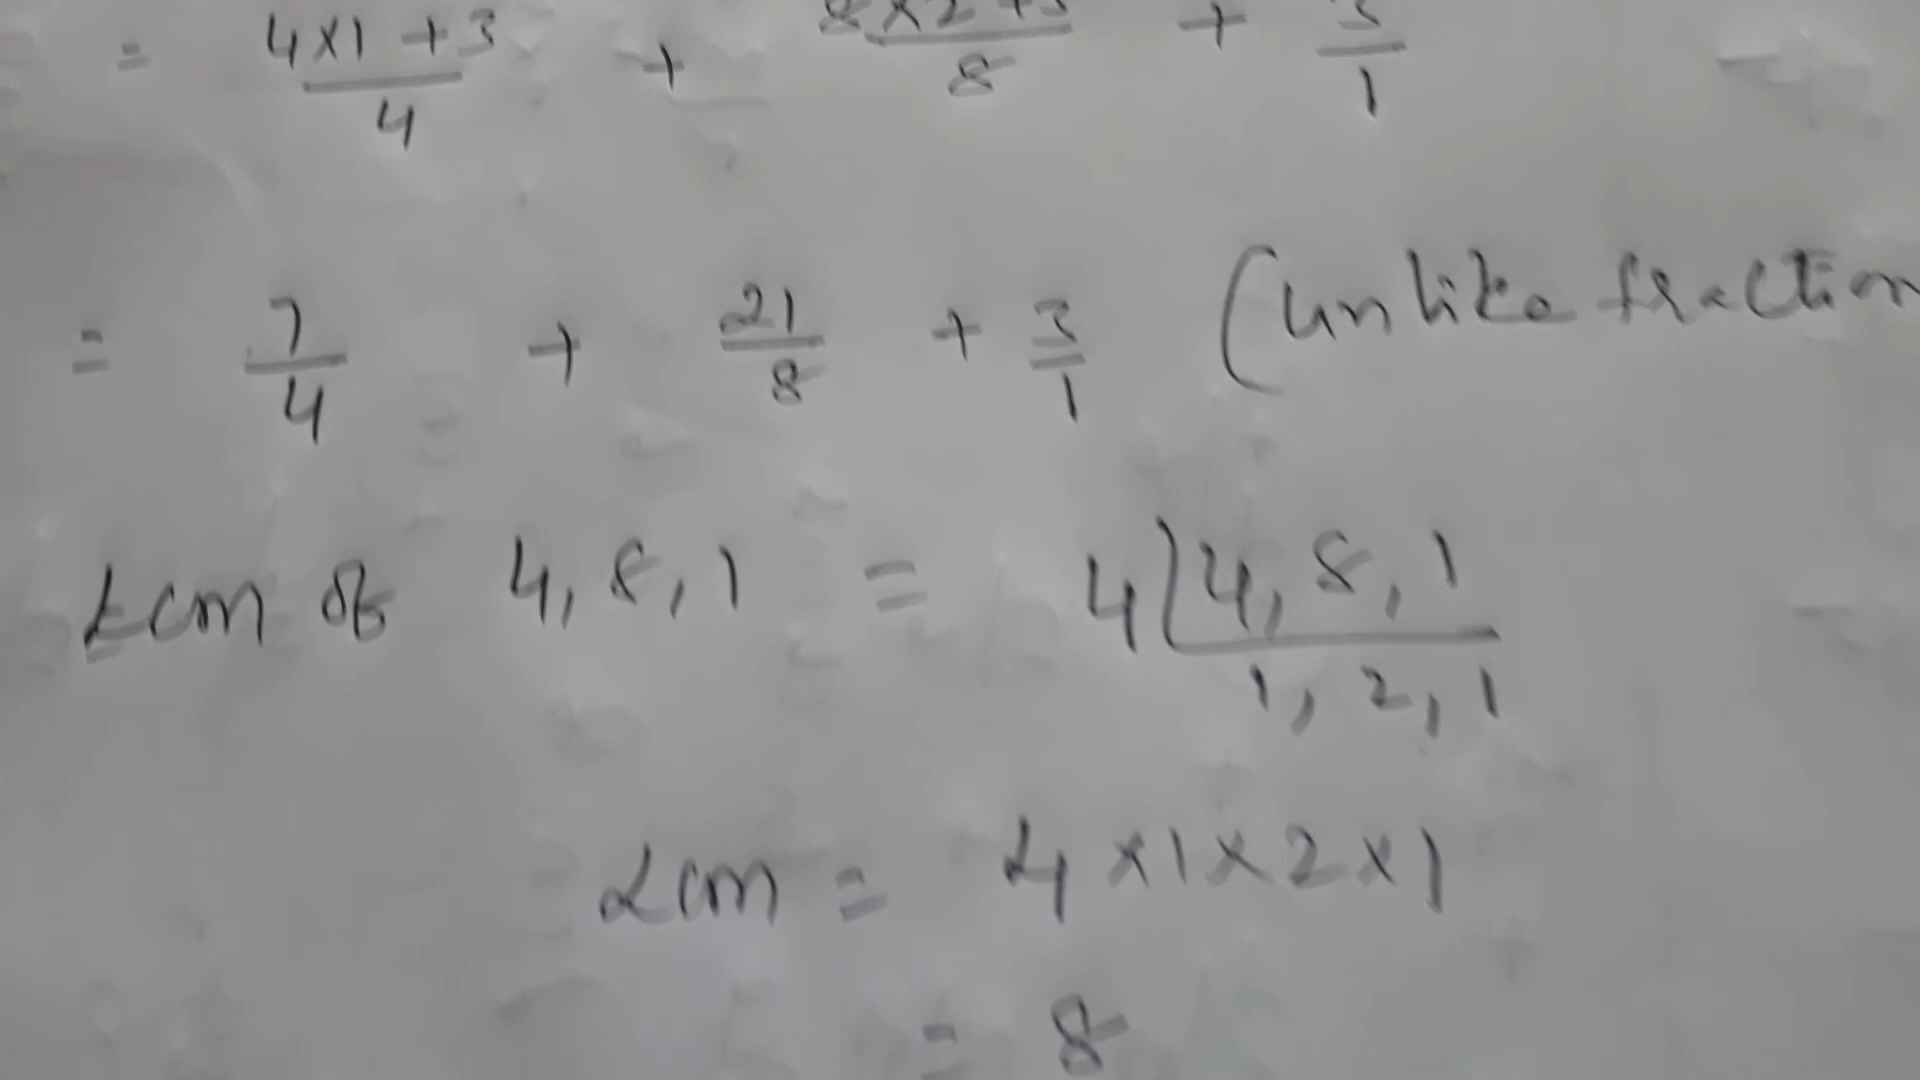 = 4×1+3/4 + 8×2+5/8 + 3/1
= 7/4 + 21/8 + 3/1 (unlike fraction
Lcm of 4, 8, 1 = 4 | 4, 8, 1
1, 2, 1
Lcm = 4×1×2×1
= 8